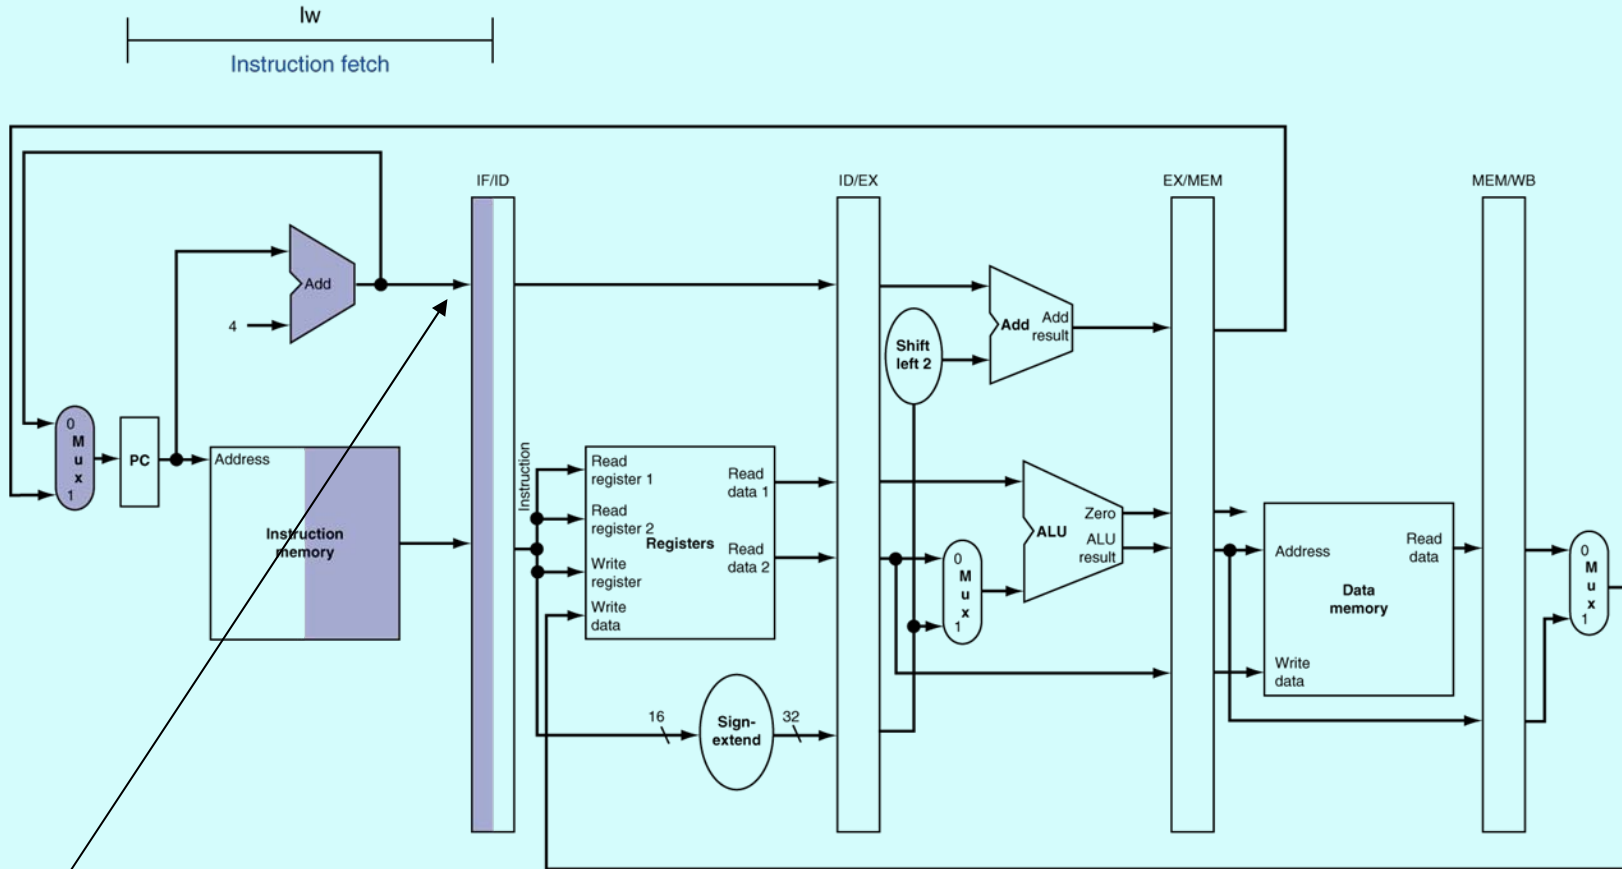 lw
Instruction fetch
IF/ID
ID/EX
EX/MEM
MEM/WB
Add
4
Add
Add
result
Shift
left 2
0
M
u
x
1
PC
Address
Instruction
memory
Instruction
Read
register 1
Read
register 2
Write
register
Write
data
Registers
Read
data 1
Read
data 2
16
Sign-
extend
32
0
M
u
x
1
Zero
ALU
ALU
result
Address
Read
data
Data
memory
Write
data
0
M
u
x
1